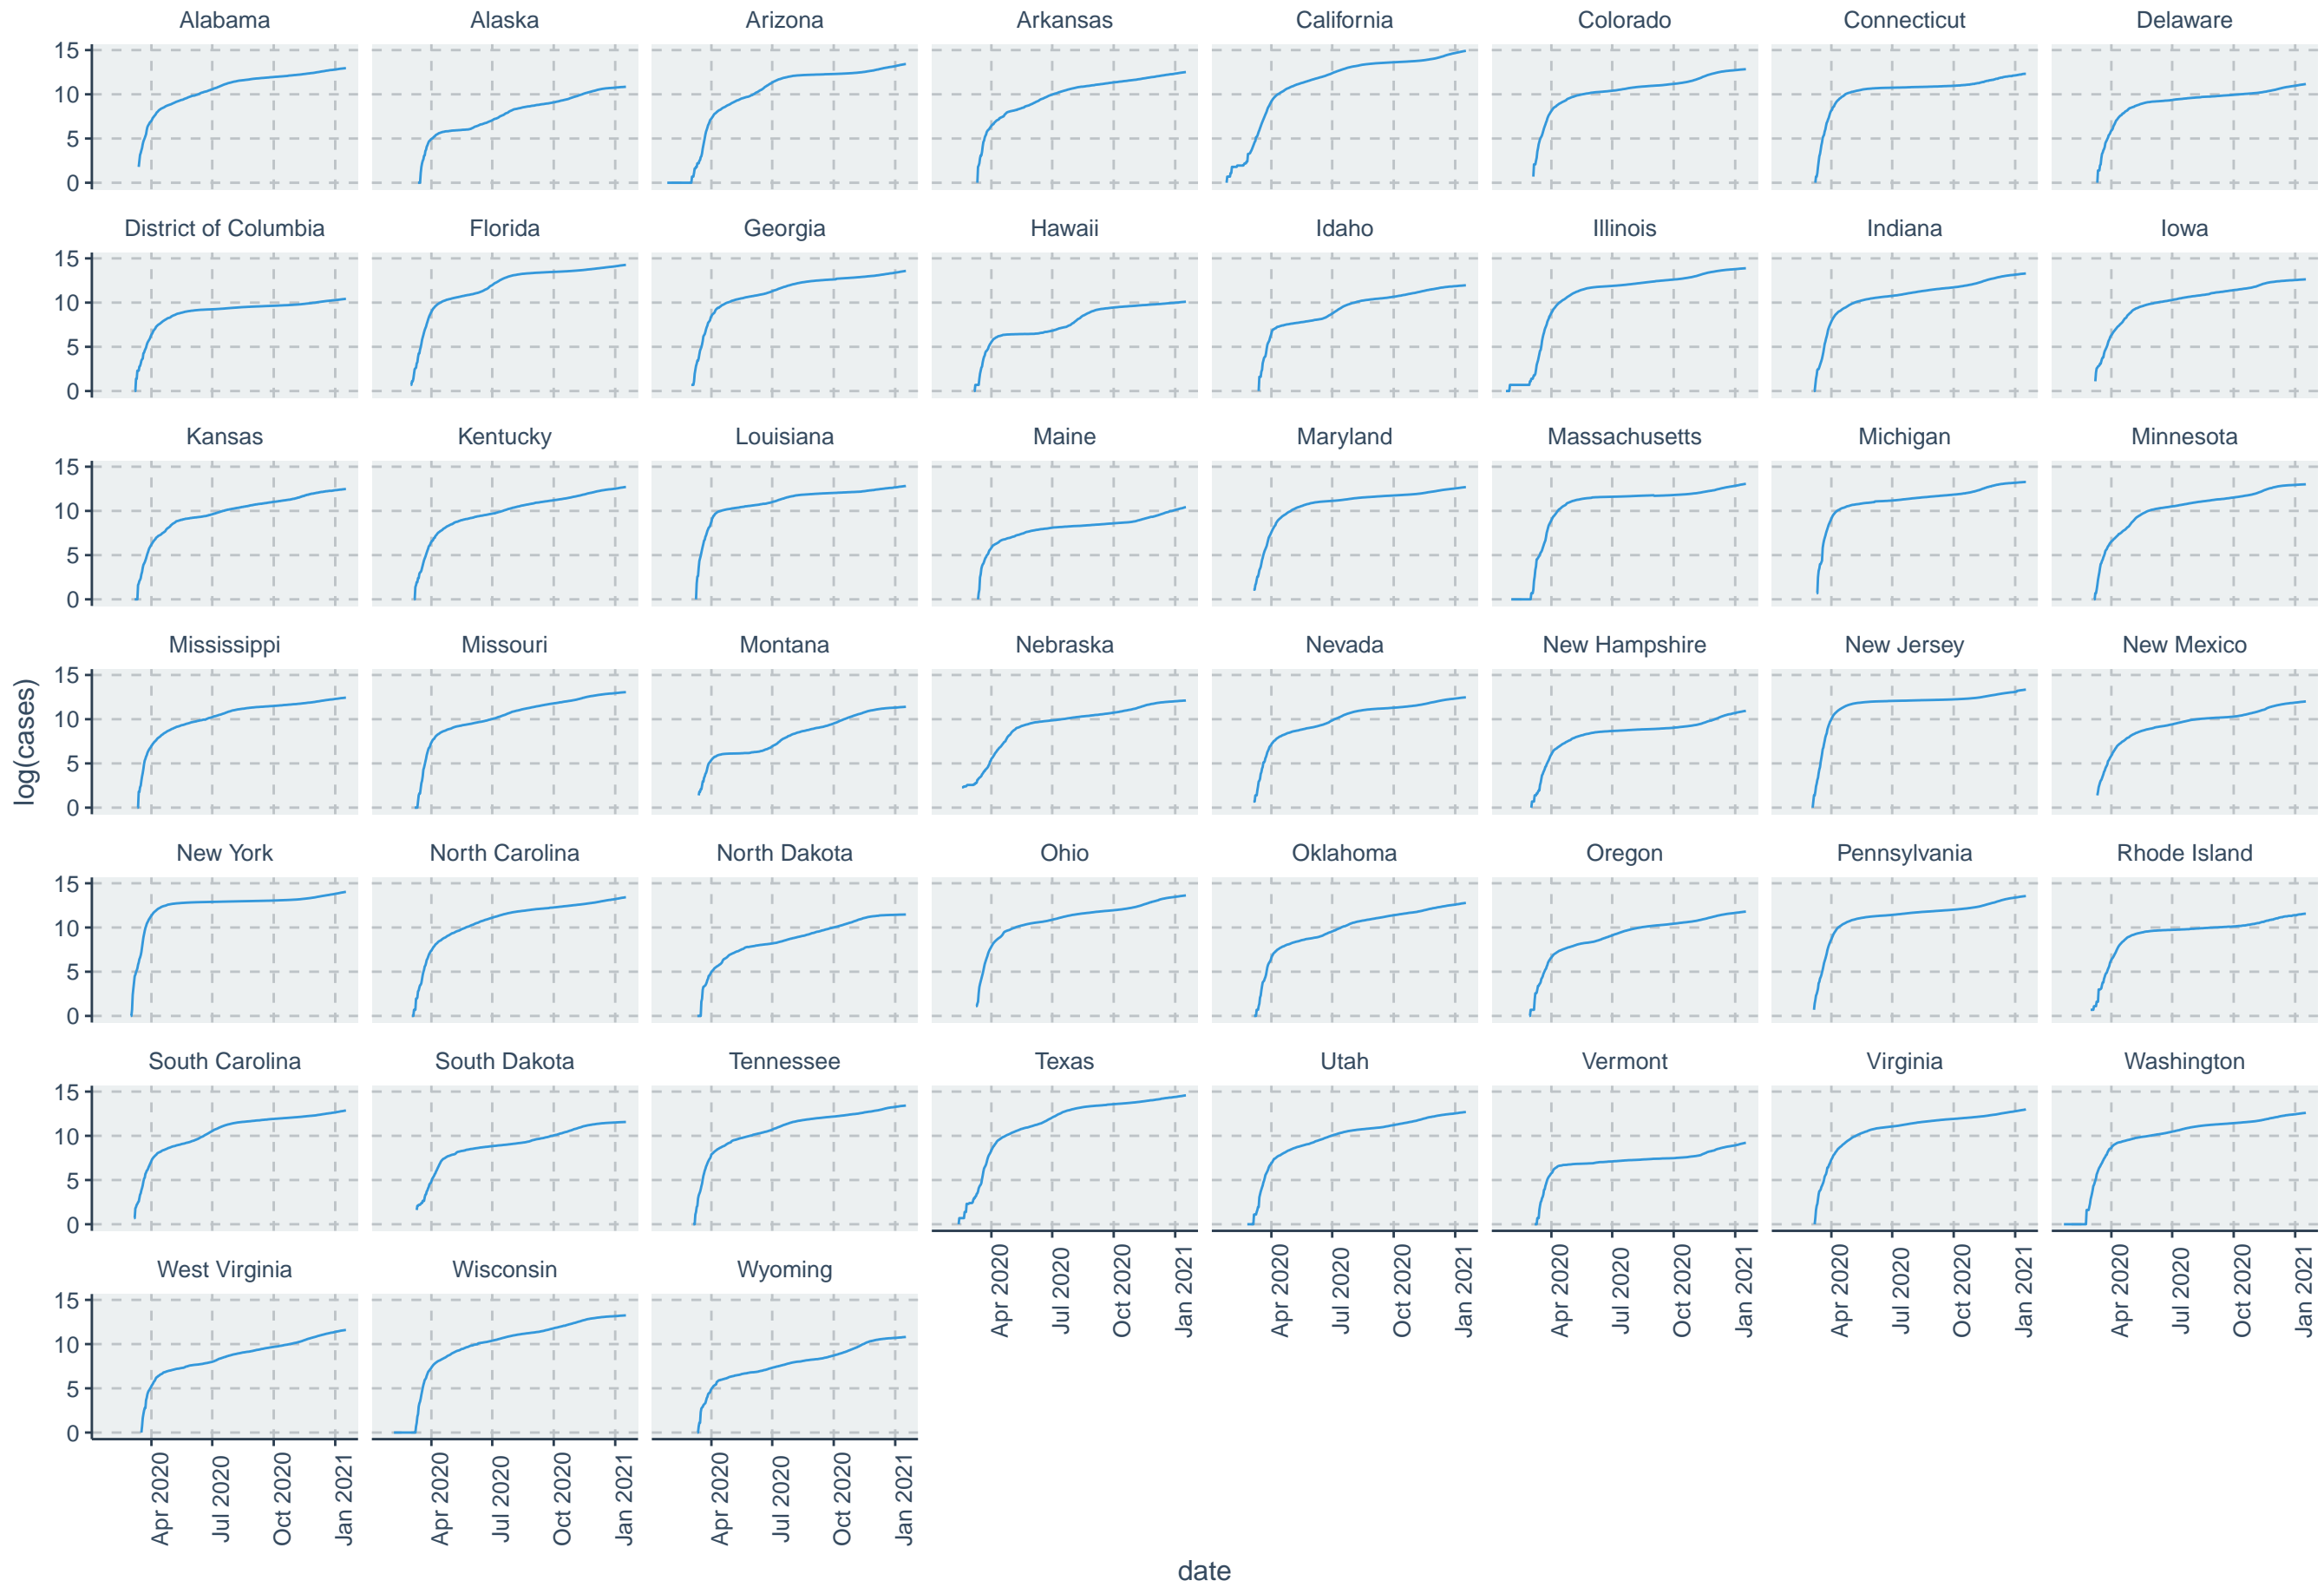 Alabama Alaska Arizona Arkansas California Colorado Connecticut Delaware
15
10
5
0
District of Columbia Florida Georgia Hawaii Idaho Illinois Indiana Iowa
15
10
5
0
Kansas Kentucky Louisiana Maine Maryland Massachusetts Michigan Minnesota
15
10
5
0
Mississippi Missouri Montana Nebraska Nevada New Hampshire New Jersey New Mexico
15
10
5
0
log(cases)
New York North Carolina North Dakota Ohio Oklahoma Oregon Pennsylvania Rhode Island
15
10
5
0
South Carolina South Dakota Tennessee Texas Utah Vermont Virginia Washington
15
10
5
0
Apr 2020 Jul 2020 Oct 2020 Jan 2021 Apr 2020 Jul 2020 Oct 2020 Jan 2021 Apr 2020 Jul 2020 Oct 2020 Jan 2021 Apr 2020 Jul 2020 Oct 2020 Jan 2021 Apr 2020 Jul 2020 Oct 2020 Jan 2021
West Virginia Wisconsin Wyoming
15
10
5
0
Apr 2020 Jul 2020 Oct 2020 Jan 2021 Apr 2020 Jul 2020 Oct 2020 Jan 2021 Apr 2020 Jul 2020 Oct 2020 Jan 2021
date